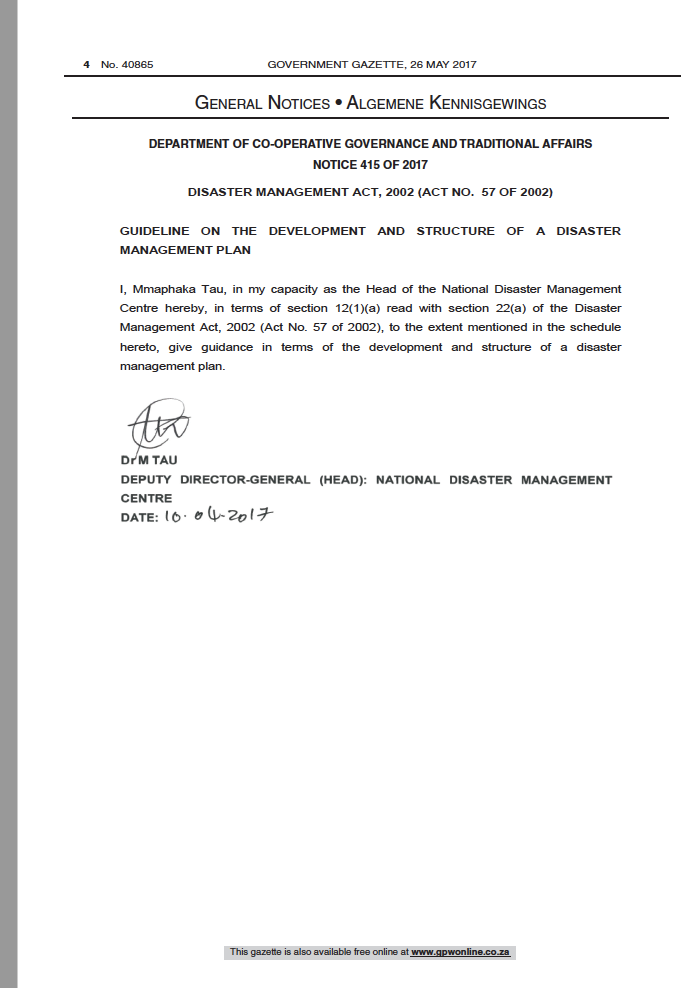 4 No. 40865 GOVERNMENT GAZETTE, 26 MAY 2017
GENERAL NOTICES • ALGEMENE KENNISGEWINGS
DEPARTMENT OF CO-OPERATIVE GOVERNANCE AND TRADITIONAL AFFAIRS
NOTICE 415 OF 2017
DISASTER MANAGEMENT ACT, 2002 (ACT NO. 57 OF 2002)
GUIDELINE ON THE DEVELOPMENT AND STRUCTURE OF A DISASTER
MANAGEMENT PLAN
I, Mmaphaka Tau, in my capacity as the Head of the National Disaster Management
Centre hereby, in terms of section 12(1)(a) read with section 22(a) of the Disaster
Management Act, 2002 (Act No. 57 of 2002), to the extent mentioned in the schedule
hereto, give guidance in terms of the development and structure of a disaster
management plan.
Dr M TAU
DEPUTY DIRECTOR-GENERAL (HEAD): NATIONAL DISASTER MANAGEMENT
CENTRE
DATE: 10-04-2017
This gazette is also available free online at www.gpwonline.co.za